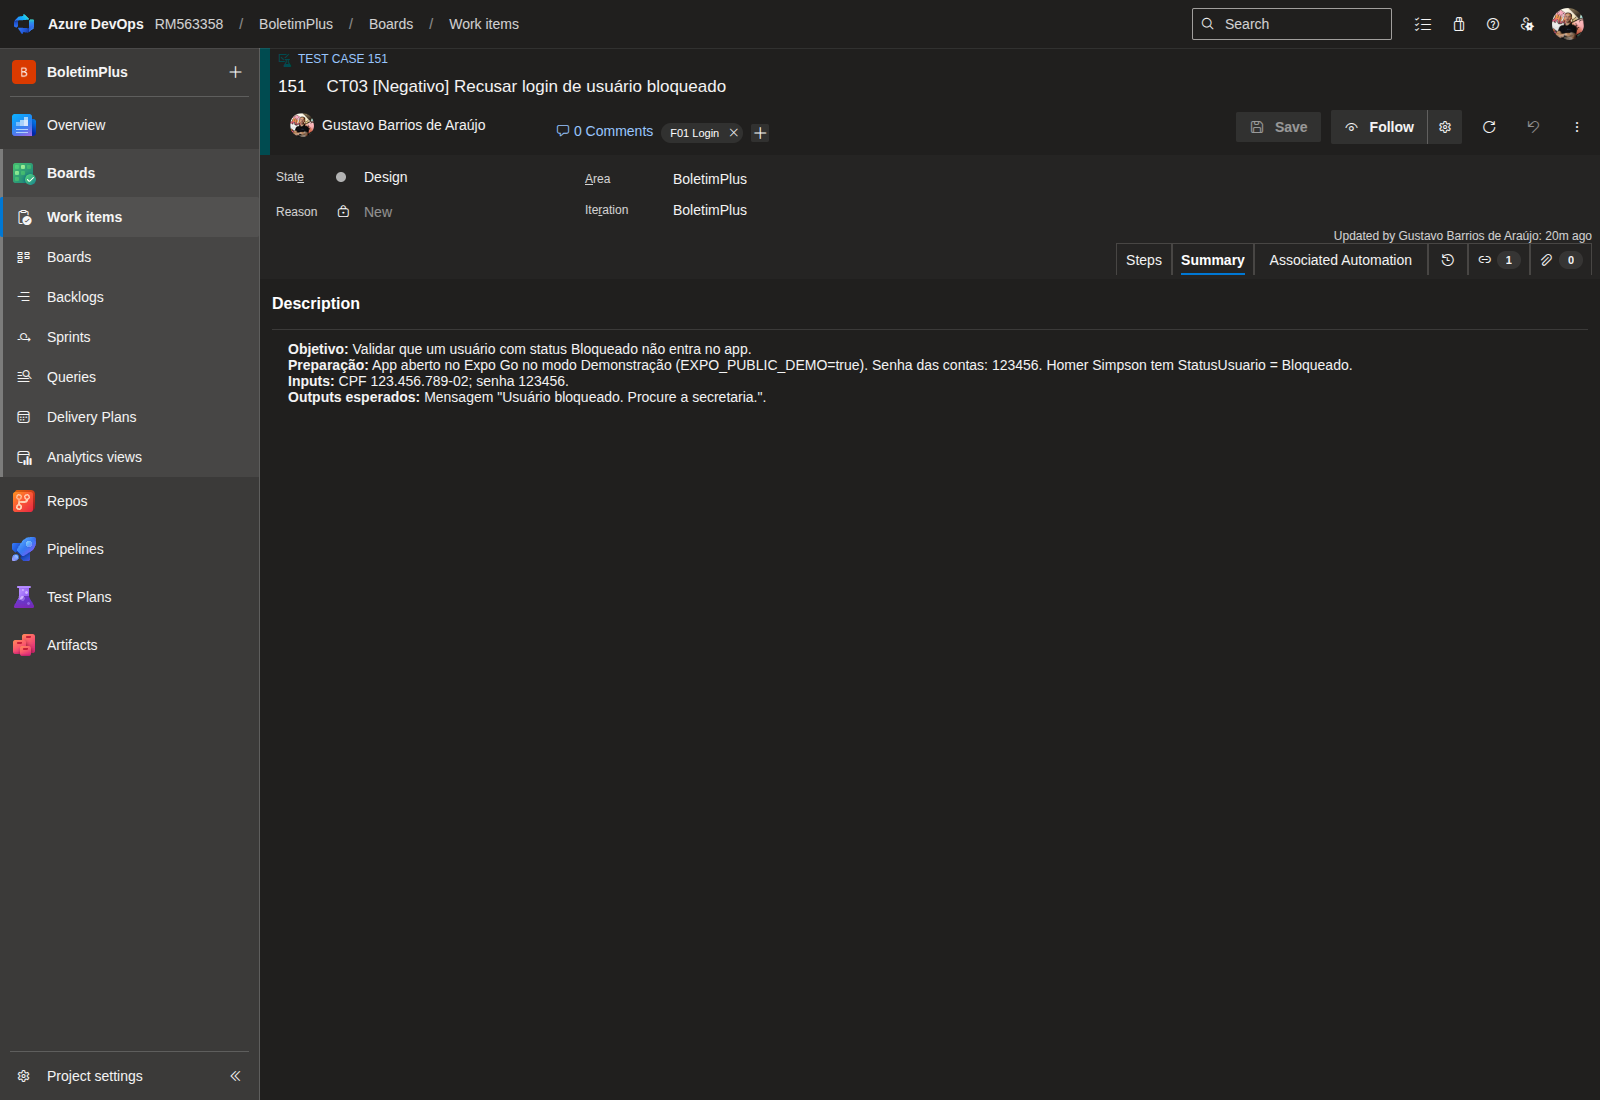 Azure DevOps RM563358 / BoletimPlus / Boards / Work items Search
B BoletimPlus
TEST CASE 151
151 CT03 [Negativo] Recusar login de usuário bloqueado
Overview
Gustavo Barrios de Araújo 0 Comments F01 Login Save Follow
Boards
State Design Area BoletimPlus
Work items
Reason New Iteration BoletimPlus
Updated by Gustavo Barrios de Araújo: 20m ago
Boards
Steps Summary Associated Automation 1 0
Backlogs
Description
Sprints
Objetivo: Validar que um usuário com status Bloqueado não entra no app.
Preparação: App aberto no Expo Go no modo Demonstração (EXPO_PUBLIC_DEMO=true). Senha das contas: 123456. Homer Simpson tem StatusUsuario = Bloqueado.
Queries
Inputs: CPF 123.456.789-02; senha 123456.
Outputs esperados: Mensagem "Usuário bloqueado. Procure a secretaria.".
Delivery Plans
Analytics views
Repos
Pipelines
Test Plans
Artifacts
Project settings